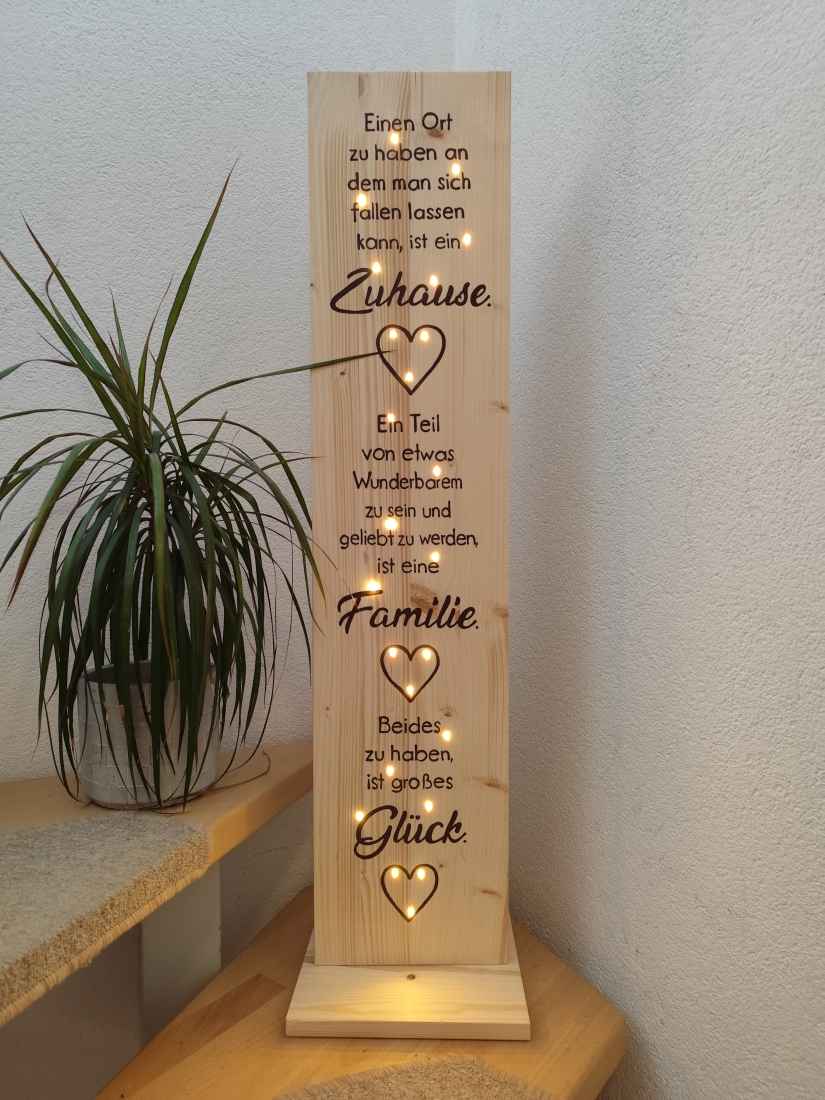 Einen Ort
zu haben an
dem man sich
fallen lassen
kann, ist ein
Zuhause.
Ein Teil
von etwas
Wunderbarem
zu sein und
geliebt zu werden,
ist eine
Familie.
Beides
zu haben,
ist großes
Glück.